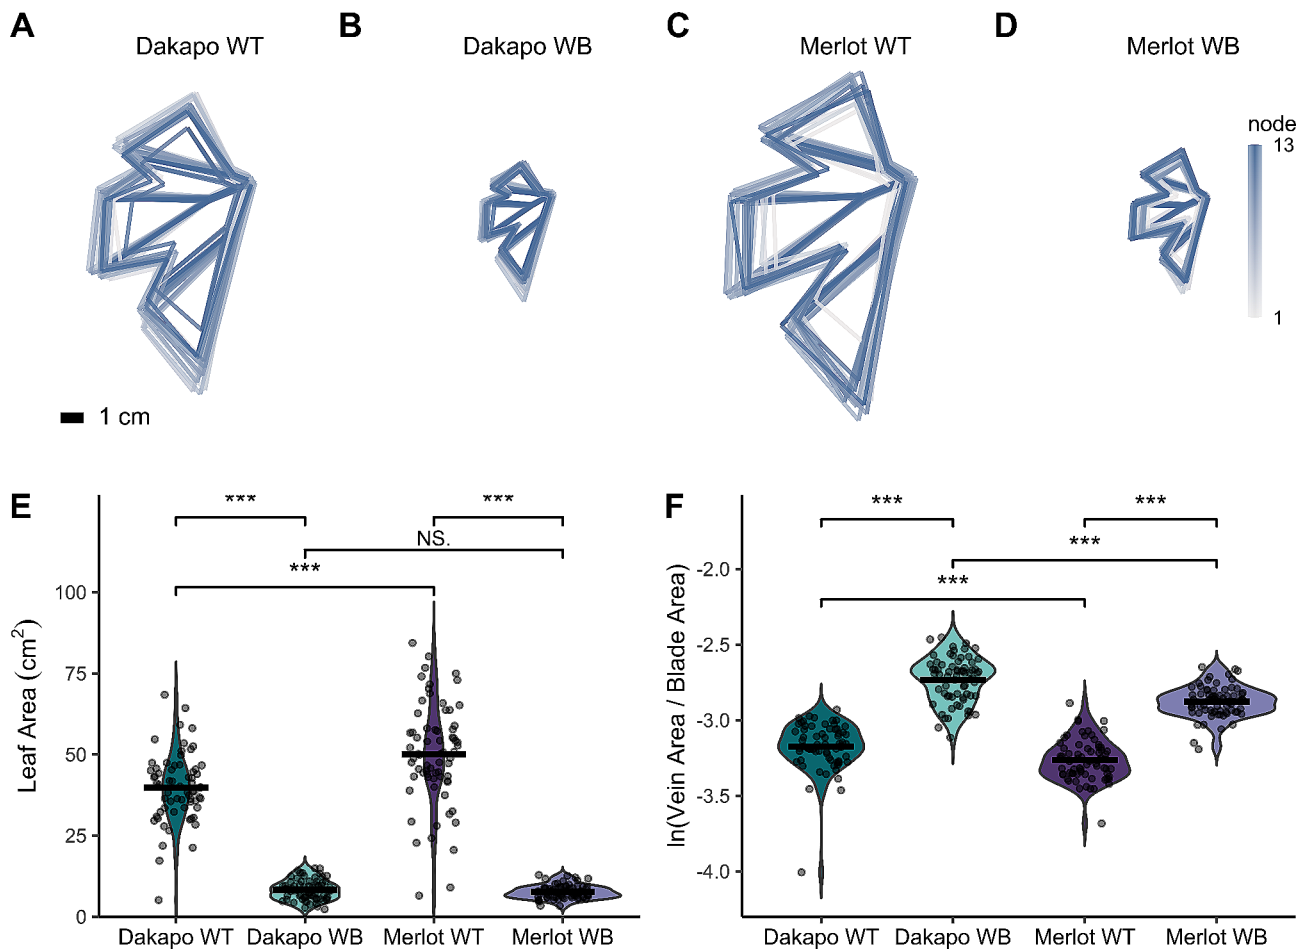 A
Dakapo WT
B
Dakapo WB
C
Merlot WT
D
Merlot WB
node
13
1
1 cm
E
***
***
NS.
***
Leaf Area (cm²)
100
75
50
25
0
Dakapo WT
Dakapo WB
Merlot WT
Merlot WB
F
***
***
***
***
ln(Vein Area / Blade Area)
-2.0
-2.5
-3.0
-3.5
-4.0
Dakapo WT
Dakapo WB
Merlot WT
Merlot WB